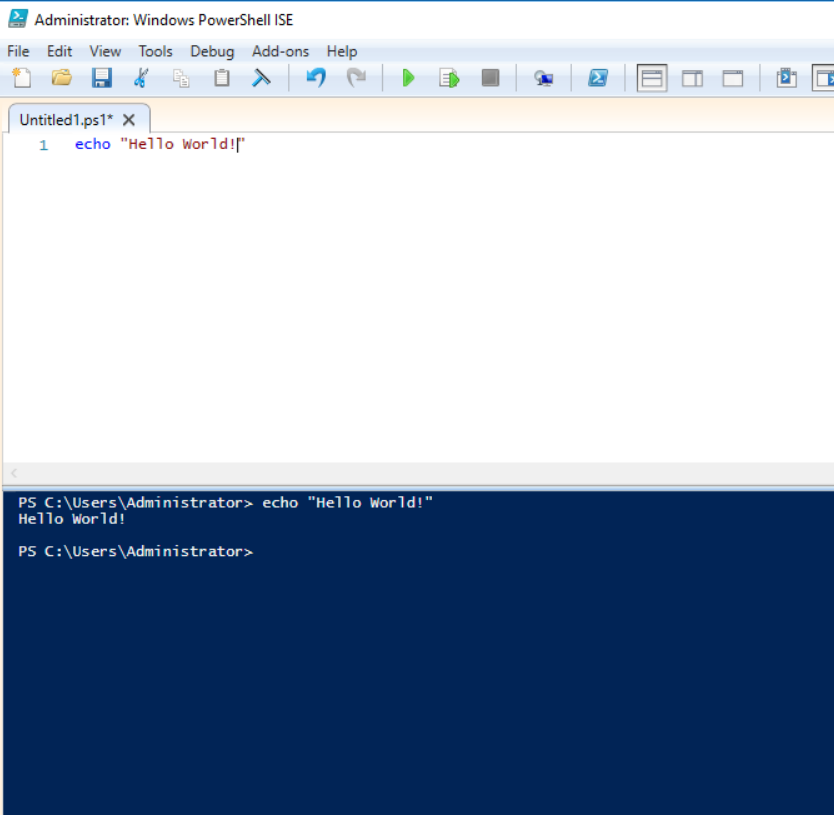 Administrator: Windows PowerShell ISE
File Edit View Tools Debug Add-ons Help
Untitled1.ps1* X
1 echo "Hello World!"
PS C:\Users\Administrator> echo "Hello World!"
Hello World!
PS C:\Users\Administrator>